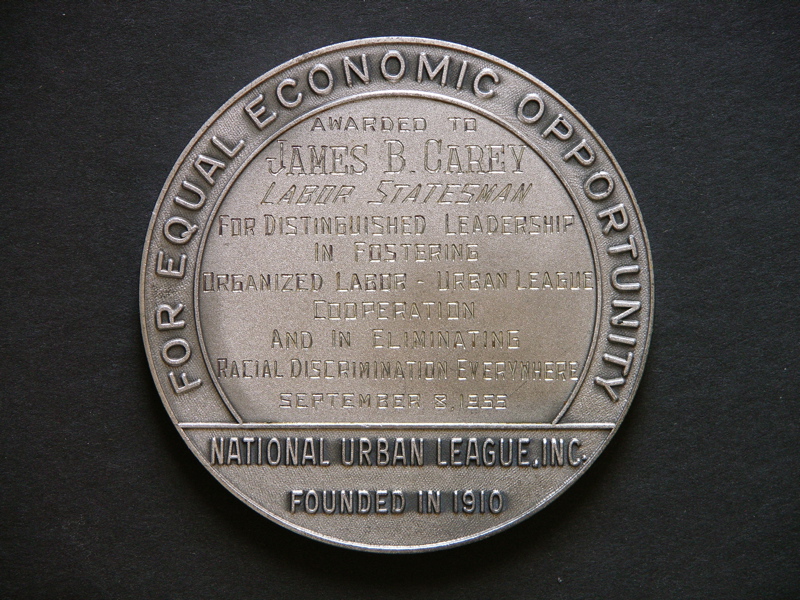 FOR EQUAL ECONOMIC OPPORTUNITY
AWARDED TO
JAMES B. CAREY
LABOR STATESMAN
FOR DISTINGUISHED LEADERSHIP
IN FOSTERING
ORGANIZED LABOR - URBAN LEAGUE
COOPERATION
AND IN ELIMINATING
RACIAL DISCRIMINATION EVERYWHERE
SEPTEMBER 8, 1955
NATIONAL URBAN LEAGUE, INC.
FOUNDED IN 1910